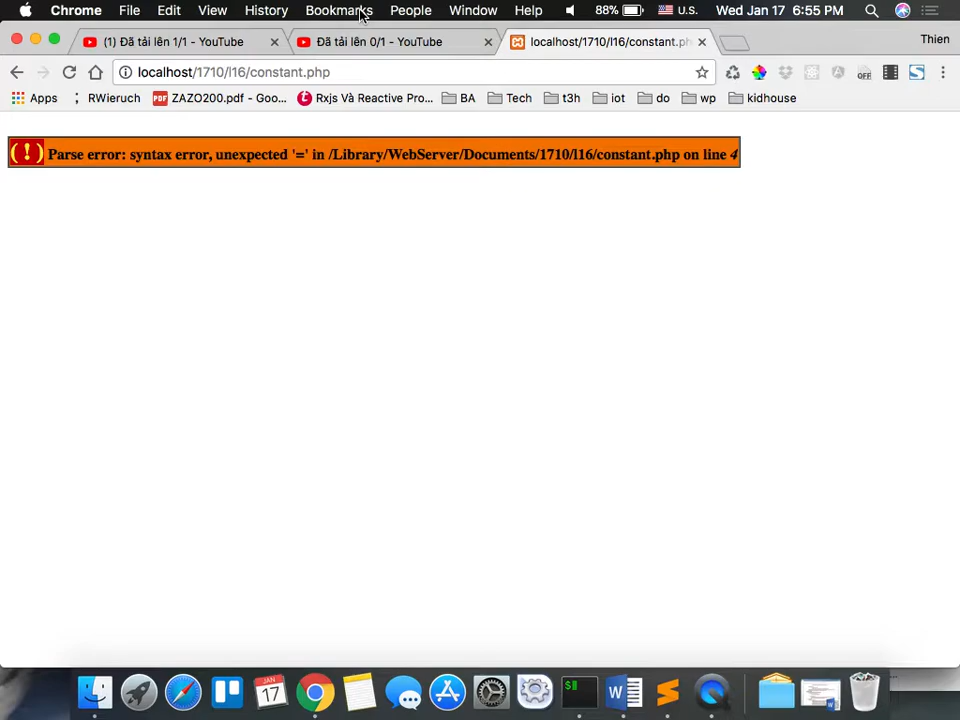 Chrome File Edit View History Bookmarks People Window Help 88% U.S. Wed Jan 17 6:55 PM
(1) Đã tải lên 1/1 - YouTube Đã tải lên 0/1 - YouTube localhost/1710/l16/constant.ph Thien
localhost/1710/l16/constant.php OFF S
Apps RWieruch PDF ZAZO200.pdf - Goo... t Rxjs Và Reactive Pro... BA Tech t3h iot do wp kidhouse
( ! ) Parse error: syntax error, unexpected '=' in /Library/WebServer/Documents/1710/l16/constant.php on line 4
17